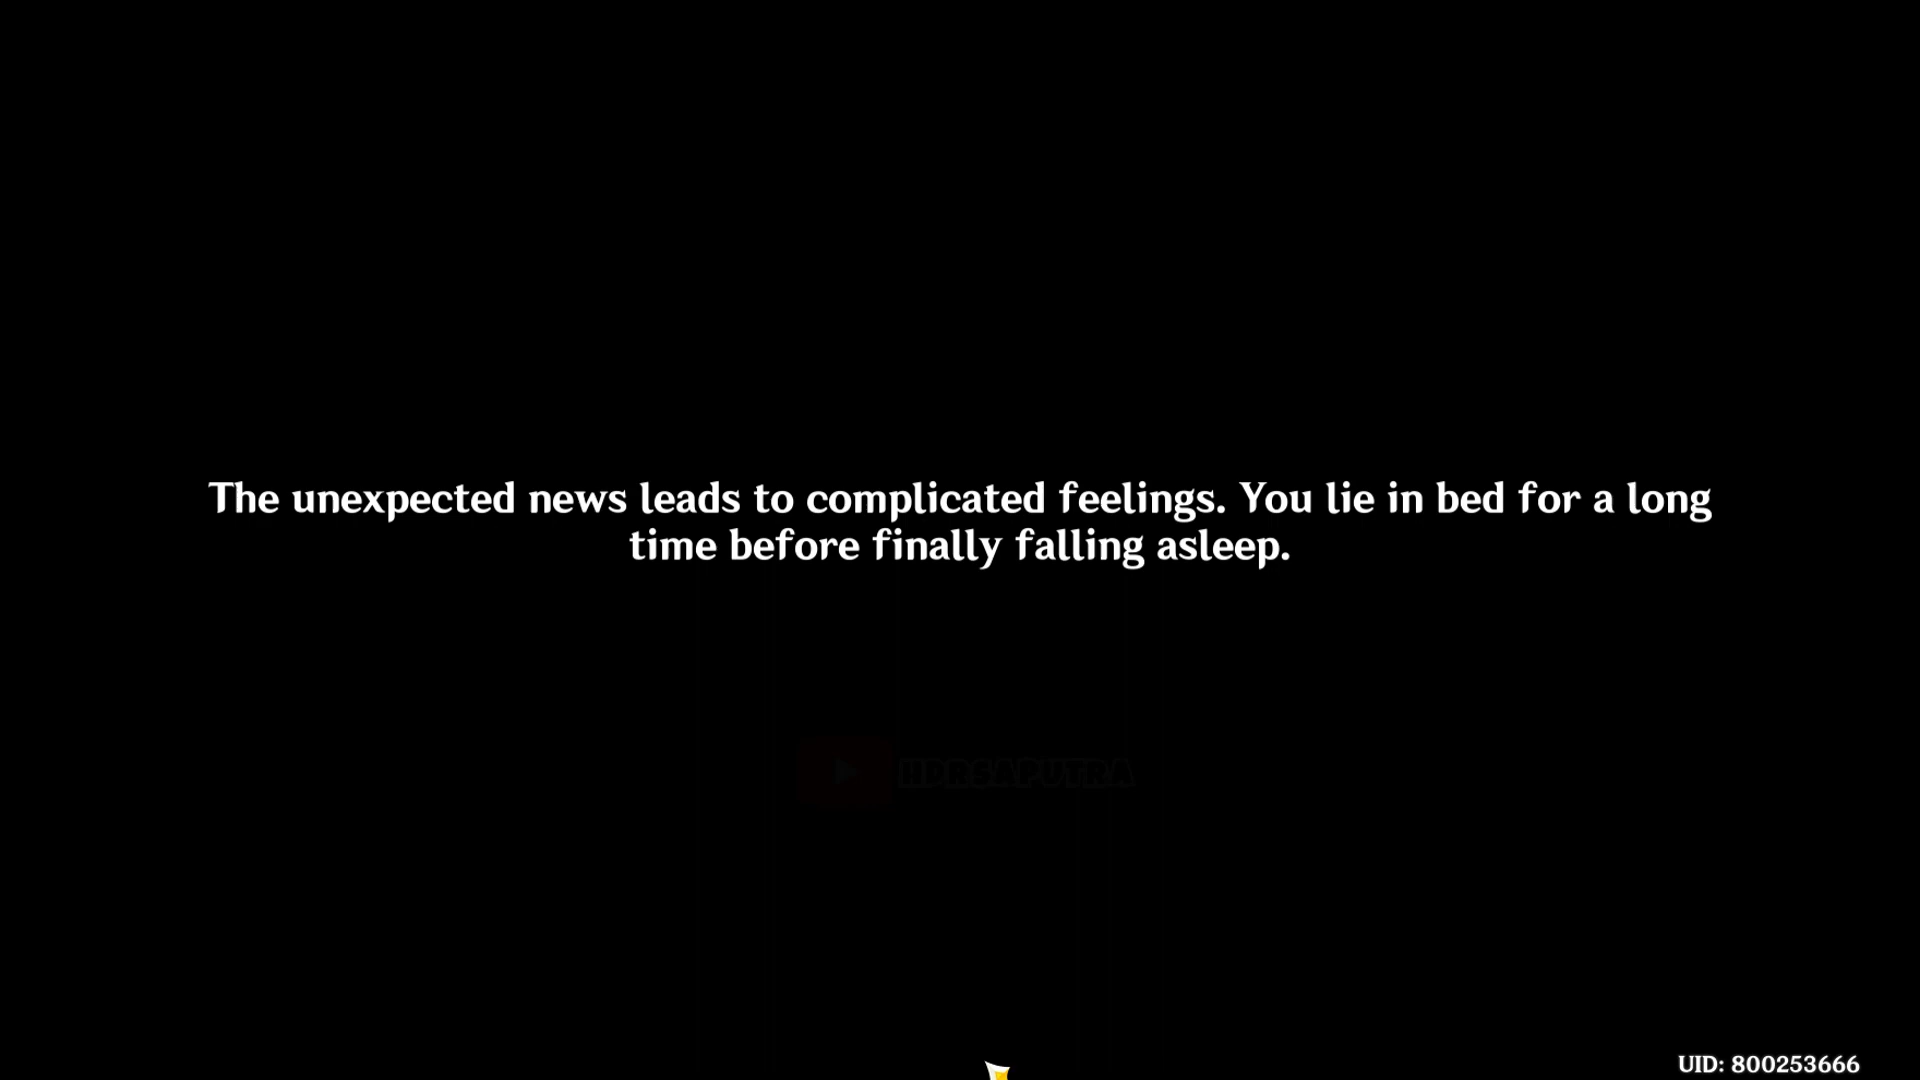 The unexpected news leads to complicated feelings. You lie in bed for a long
time before finally falling asleep.
HDRSAPUTRA
UID: 800253666